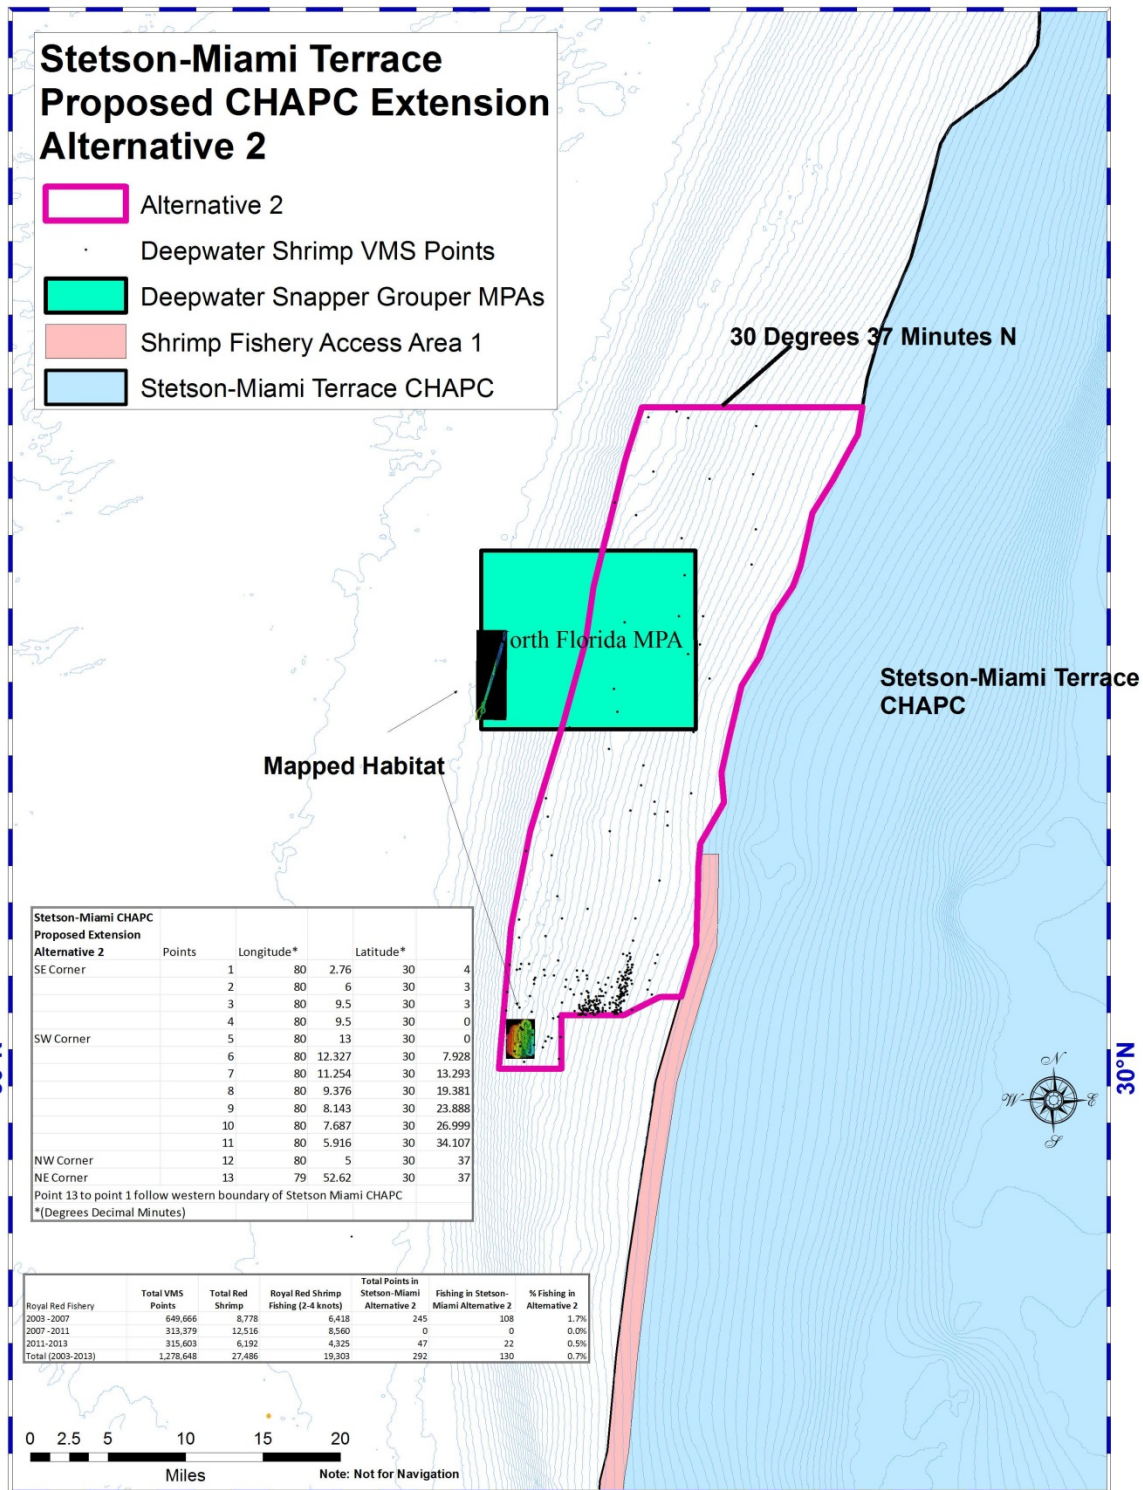 Stetson-Miami Terrace
Proposed CHAPC Extension
Alternative 2
Alternative 2
Deepwater Shrimp VMS Points
Deepwater Snapper Grouper MPAs
Shrimp Fishery Access Area 1
Stetson-Miami Terrace CHAPC
30 Degrees 37 Minutes N
orth Florida MPA
Stetson-Miami Terrace
CHAPC
Mapped Habitat
Stetson-Miami CHAPC
Proposed Extension
Alternative 2 Points Longitude* Latitude*
SE Corner 1 80 2.76 30 4
2 80 6 30 3
3 80 9.5 30 3
4 80 9.5 30 0
SW Corner 5 80 13 30 0
6 80 12.327 30 7.928
7 80 11.254 30 13.293
8 80 9.376 30 19.381
9 80 8.143 30 23.888
10 80 7.687 30 26.999
11 80 5.916 30 34.107
NW Corner 12 80 5 30 37
NE Corner 13 79 52.62 30 37
Point 13 to point 1 follow western boundary of Stetson Miami CHAPC
*(Degrees Decimal Minutes)
30°N
N
W E
S
Royal Red Fishery Total VMS Points Total Red Shrimp Royal Red Shrimp Fishing (2-4 knots) Total Points in Stetson-Miami Alternative 2 Fishing in Stetson-Miami Alternative 2 % Fishing in Alternative 2
2003 -2007 649,666 8,778 6,418 245 108 1.7%
2007 -2011 313,379 12,516 8,560 0 0 0.0%
2011-2013 315,603 6,192 4,325 47 22 0.5%
Total (2003-2013) 1,278,648 27,486 19,303 292 130 0.7%
0 2.5 5 10 15 20
Miles
Note: Not for Navigation